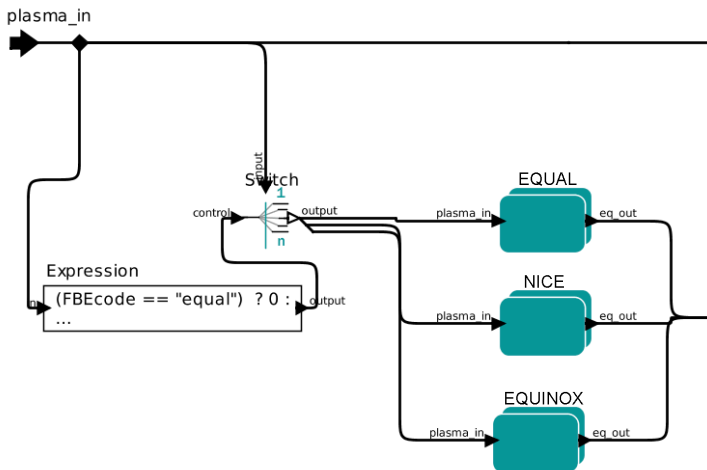 plasma_in
input
Switch
1
control
output
n
EQUAL
plasma_in
eq_out
Expression
in
(FBEcode == "equal")  ? 0 :
...
output
NICE
plasma_in
eq_out
EQUINOX
plasma_in
eq_out